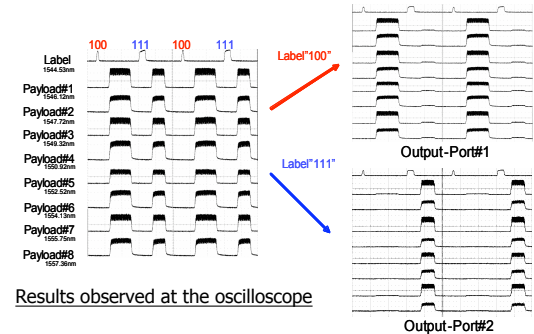 100 111 100 111
Label
1544.53nm
Payload#1
1546.12nm
Payload#2
1547.72nm
Payload#3
1549.32nm
Payload#4
1550.92nm
Payload#5
1552.52nm
Payload#6
1554.13nm
Payload#7
1555.75nm
Payload#8
1557.36nm
Results observed at the oscilloscope
Label"100"
Label"111"
Output-Port#1
Output-Port#2